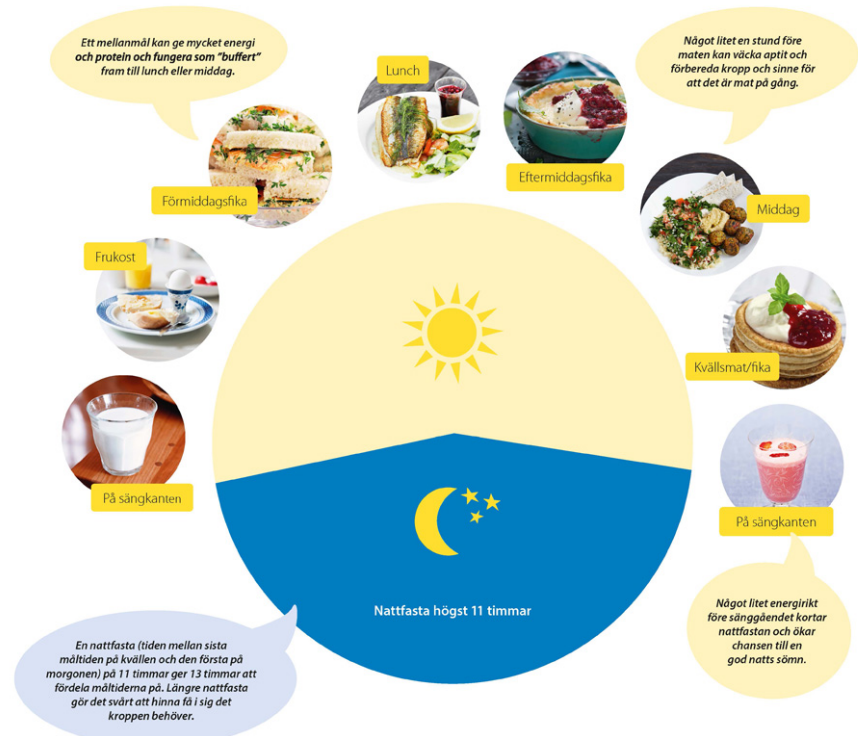 Ett mellanmål kan ge mycket energi
och protein och fungera som "buffert"
fram till lunch eller middag.
Något litet en stund före
maten kan väcka aptit och
förbereda kropp och sinne för
att det är mat på gång.
Lunch
Eftermiddagsfika
Förmiddagsfika
Middag
Frukost
Kvällsmat/fika
På sängkanten
På sängkanten
Nattfasta högst 11 timmar
Något litet energirikt
före sänggåendet kortar
nattfastan och ökar
chansen till en
god natts sömn.
En nattfasta (tiden mellan sista
måltiden på kvällen och den första på
morgonen) på 11 timmar ger 13 timmar att
fördela måltiderna på. Längre nattfasta
gör det svårt att hinna få i sig det
kroppen behöver.